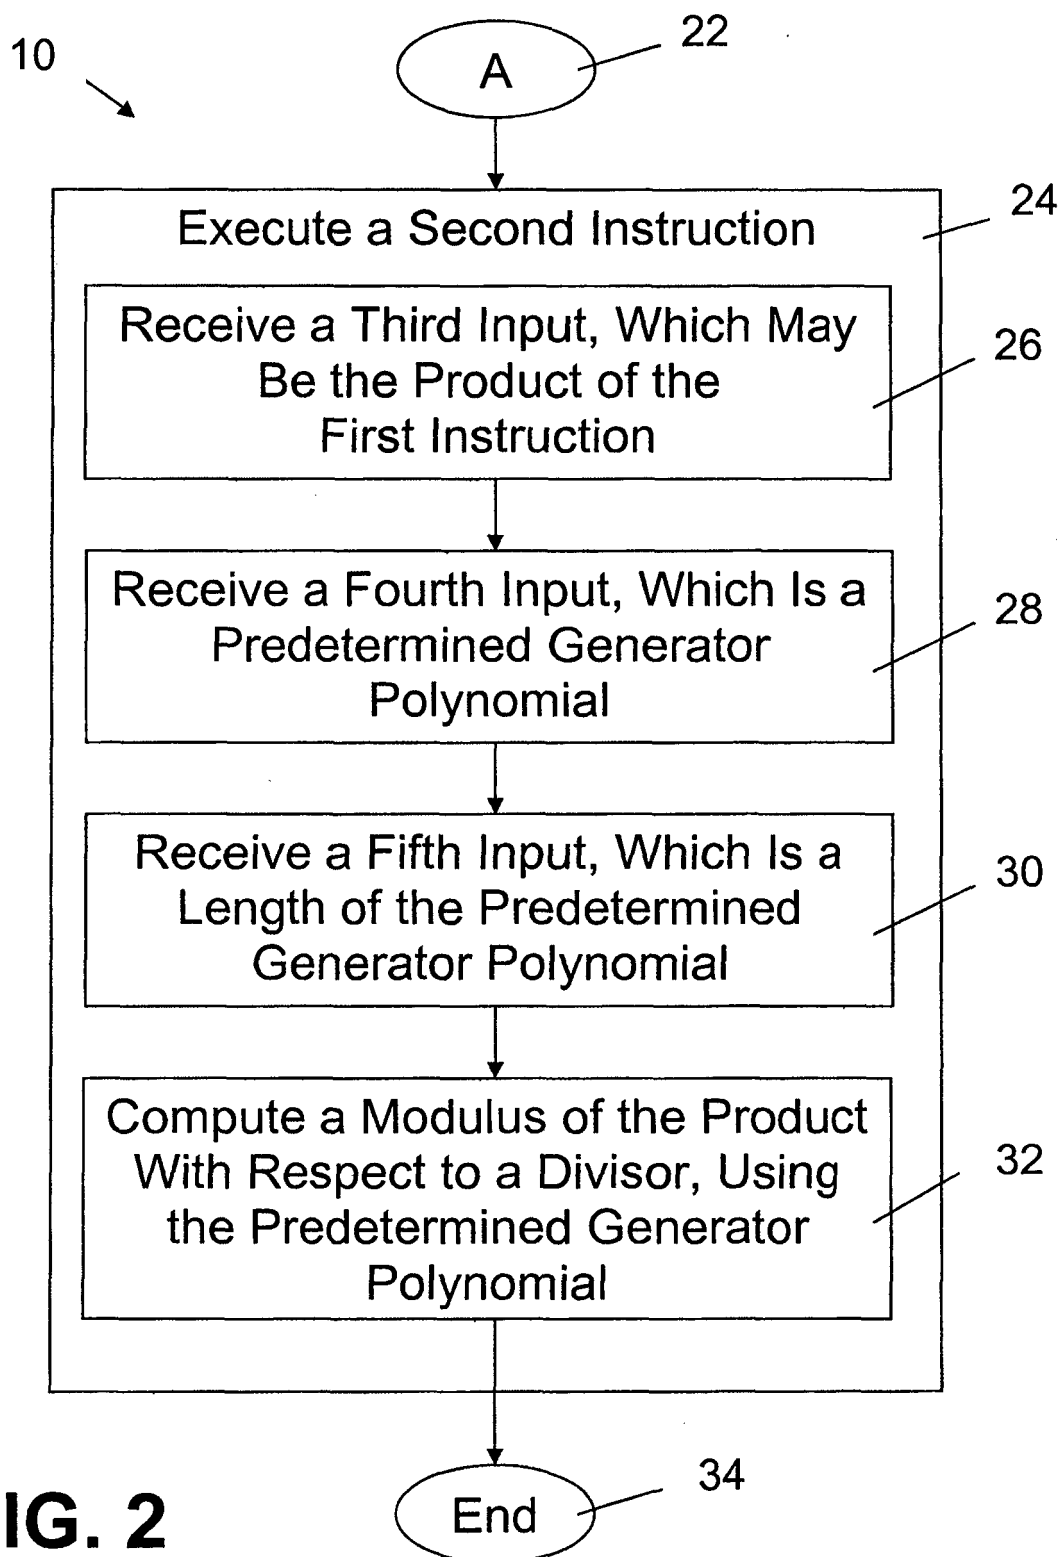 10
A
22
24
Execute a Second Instruction
Receive a Third Input, Which May
Be the Product of the
First Instruction
26
Receive a Fourth Input, Which Is a
Predetermined Generator
Polynomial
28
Receive a Fifth Input, Which Is a
Length of the Predetermined
Generator Polynomial
30
Compute a Modulus of the Product
With Respect to a Divisor, Using
the Predetermined Generator
Polynomial
32
34
End
IG. 2